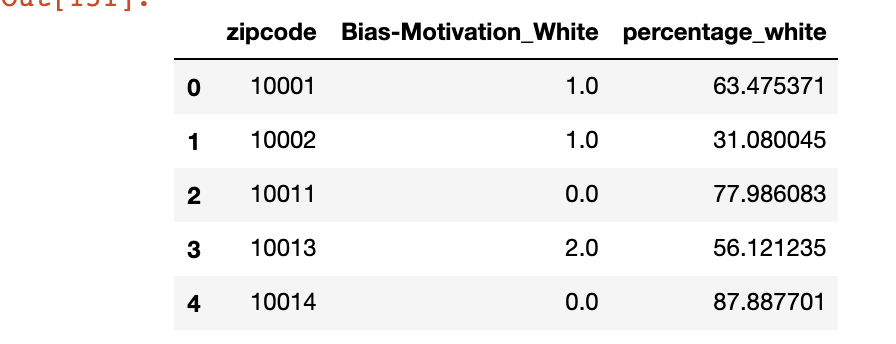 Out[151]:
zipcode Bias-Motivation_White percentage_white
0 10001 1.0 63.475371
1 10002 1.0 31.080045
2 10011 0.0 77.986083
3 10013 2.0 56.121235
4 10014 0.0 87.887701